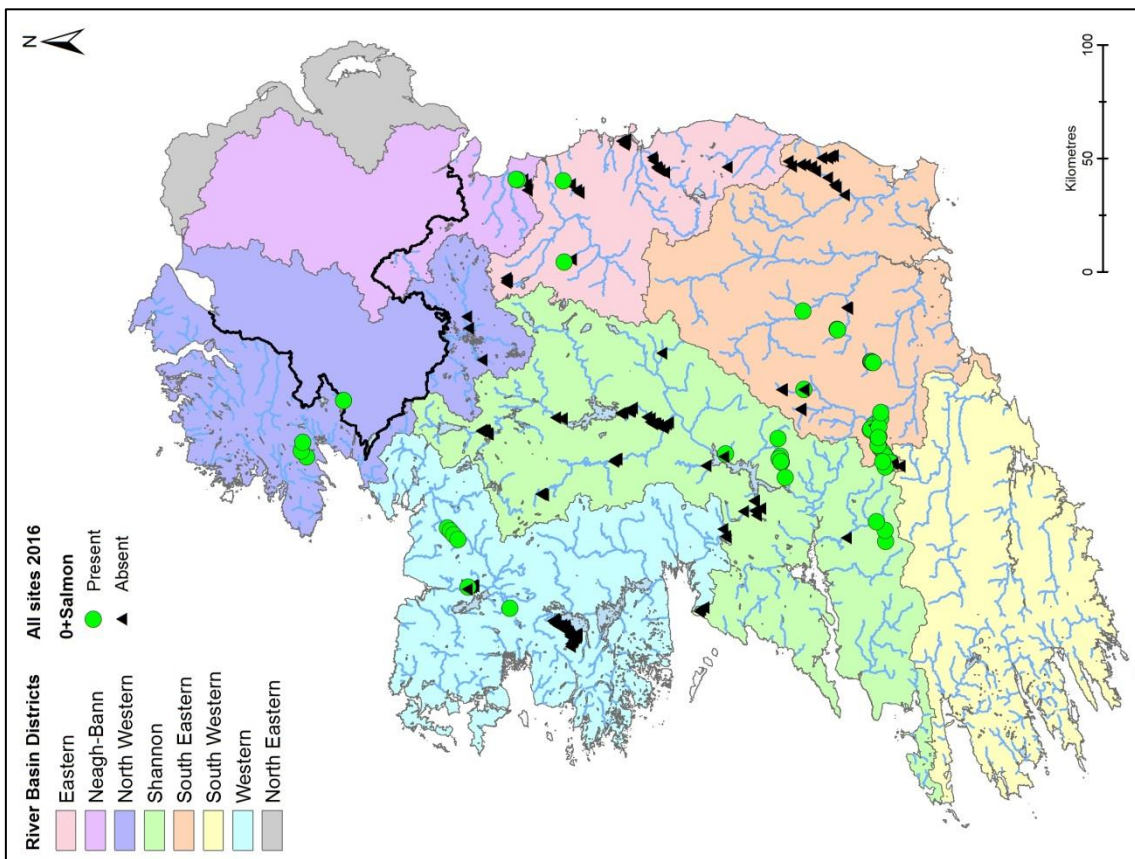 River Basin Districts
Eastern
Neagh-Bann
North Western
Shannon
South Eastern
South Western
Western
North Eastern
All sites 2016
0+Salmon
Present
Absent
N
0 50 100
Kilometres